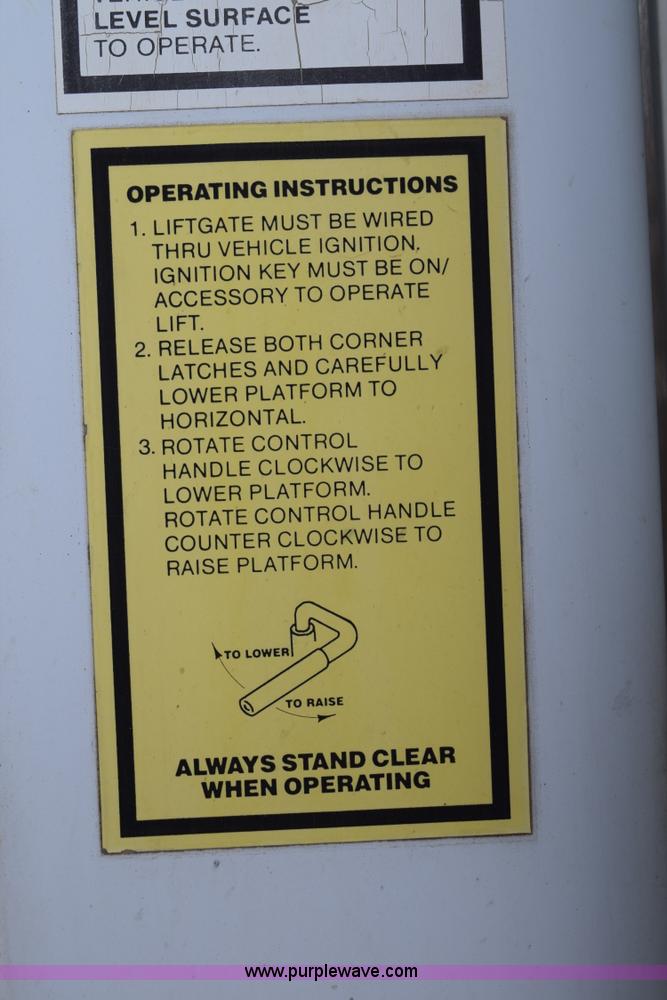 LEVEL SURFACE
TO OPERATE.
OPERATING INSTRUCTIONS
1. LIFTGATE MUST BE WIRED
THRU VEHICLE IGNITION.
IGNITION KEY MUST BE ON/
ACCESSORY TO OPERATE
LIFT.
2. RELEASE BOTH CORNER
LATCHES AND CAREFULLY
LOWER PLATFORM TO
HORIZONTAL.
3. ROTATE CONTROL
HANDLE CLOCKWISE TO
LOWER PLATFORM.
ROTATE CONTROL HANDLE
COUNTER CLOCKWISE TO
RAISE PLATFORM.
TO LOWER
TO RAISE
ALWAYS STAND CLEAR
WHEN OPERATING
www.purplewave.com